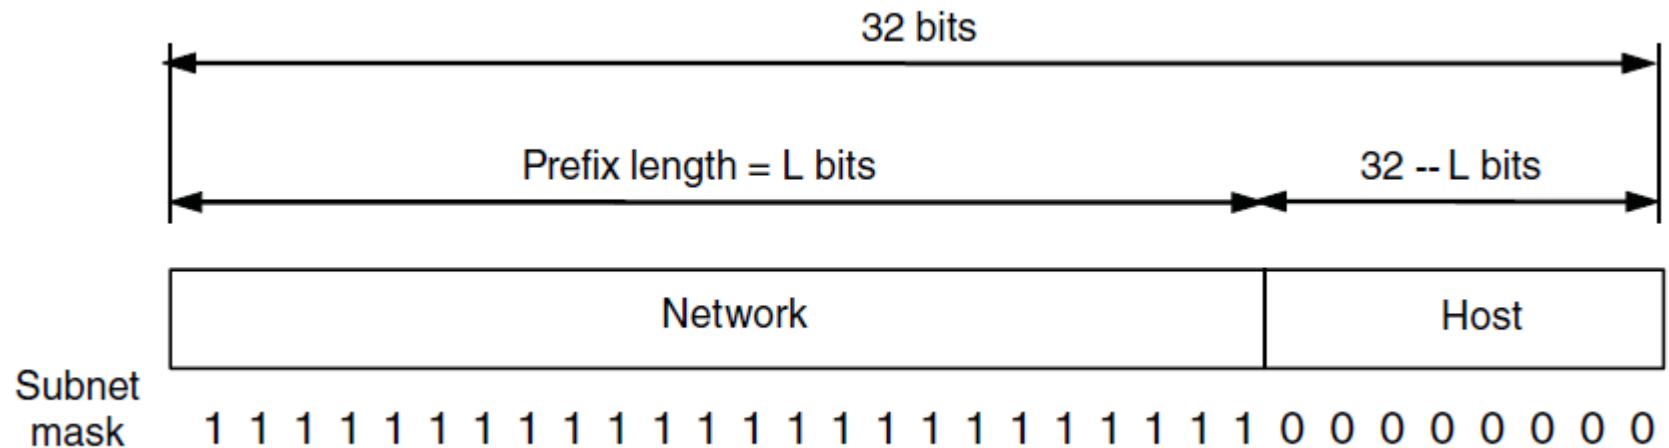 32 bits
Prefix length = L bits
32 -- L bits
Network
Host
Subnet
mask
1 1 1 1 1 1 1 1 1 1 1 1 1 1 1 1 1 1 1 1 1 1 1 1 0 0 0 0 0 0 0 0